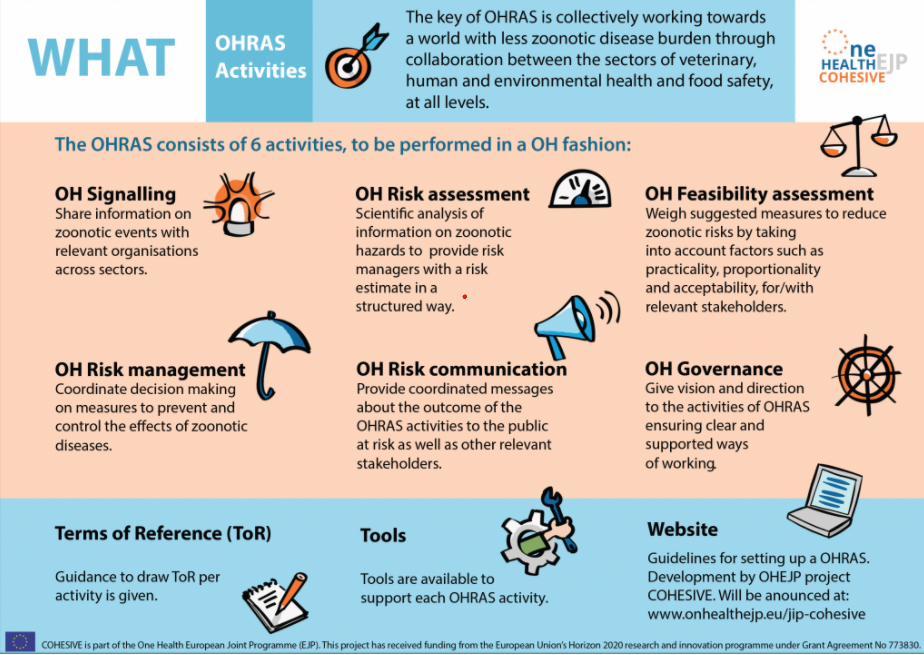 WHAT
OHRAS
Activities
The key of OHRAS is collectively working towards
a world with less zoonotic disease burden through
collaboration between the sectors of veterinary,
human and environmental health and food safety,
at all levels.
One
HEALTH EJP
COHESIVE
The OHRAS consists of 6 activities, to be performed in a OH fashion:
OH Signalling
Share information on
zoonotic events with
relevant organisations
across sectors.
OH Risk assessment
Scientific analysis of
information on zoonotic
hazards to provide risk
managers with a risk
estimate in a
structured way.
OH Feasibility assessment
Weigh suggested measures to reduce
zoonotic risks by taking
into account factors such as
practicality, proportionality
and acceptability, for/with
relevant stakeholders.
OH Risk management
Coordinate decision making
on measures to prevent and
control the effects of zoonotic
diseases.
OH Risk communication
Provide coordinated messages
about the outcome of the
OHRAS activities to the public
at risk as well as other relevant
stakeholders.
OH Governance
Give vision and direction
to the activities of OHRAS
ensuring clear and
supported ways
of working.
Terms of Reference (ToR)
Guidance to draw ToR per
activity is given.
Tools
Tools are available to
support each OHRAS activity.
Website
Guidelines for setting up a OHRAS.
Development by OHEJP project
COHESIVE. Will be anounced at:
www.onhealthejp.eu/jip-cohesive
COHESIVE is part of the One Health European Joint Programme (EJP). This project has received funding from the European Union's Horizon 2020 research and innovation programme under Grant Agreement No 773830.